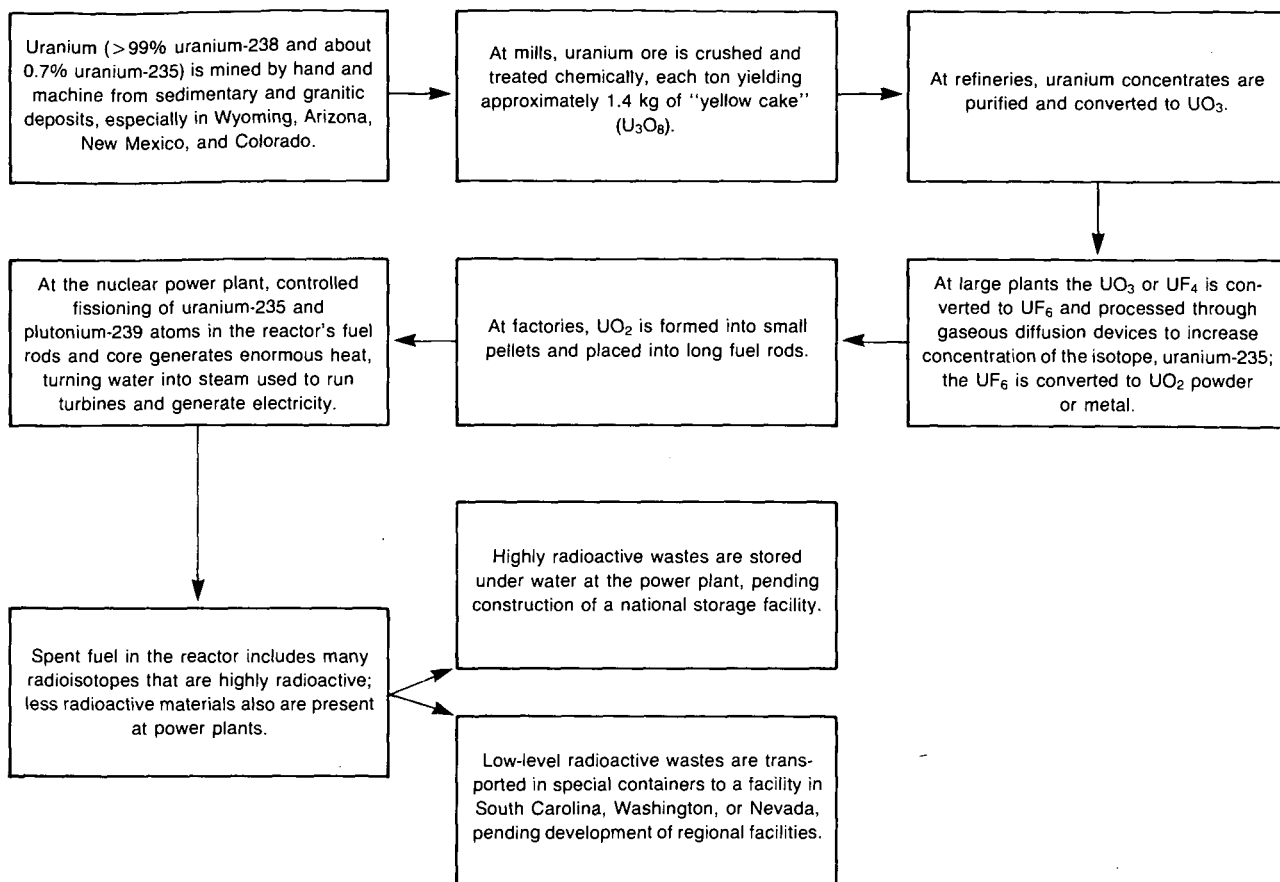 Uranium (>99% uranium-238 and about
0.7% uranium-235) is mined by hand and
machine from sedimentary and granitic
deposits, especially in Wyoming, Arizona,
New Mexico, and Colorado.
At mills, uranium ore is crushed and
treated chemically, each ton yielding
approximately 1.4 kg of "yellow cake"
(U₃O₈).
At refineries, uranium concentrates are
purified and converted to UO₃.
At large plants the UO₃ or UF₄ is con-
verted to UF₆ and processed through
gaseous diffusion devices to increase
concentration of the isotope, uranium-235;
the UF₆ is converted to UO₂ powder
or metal.
At factories, UO₂ is formed into small
pellets and placed into long fuel rods.
At the nuclear power plant, controlled
fissioning of uranium-235 and
plutonium-239 atoms in the reactor's fuel
rods and core generates enormous heat,
turning water into steam used to run
turbines and generate electricity.
Spent fuel in the reactor includes many
radioisotopes that are highly radioactive;
less radioactive materials also are present
at power plants.
Highly radioactive wastes are stored
under water at the power plant, pending
construction of a national storage facility.
Low-level radioactive wastes are trans-
ported in special containers to a facility in
South Carolina, Washington, or Nevada,
pending development of regional facilities.